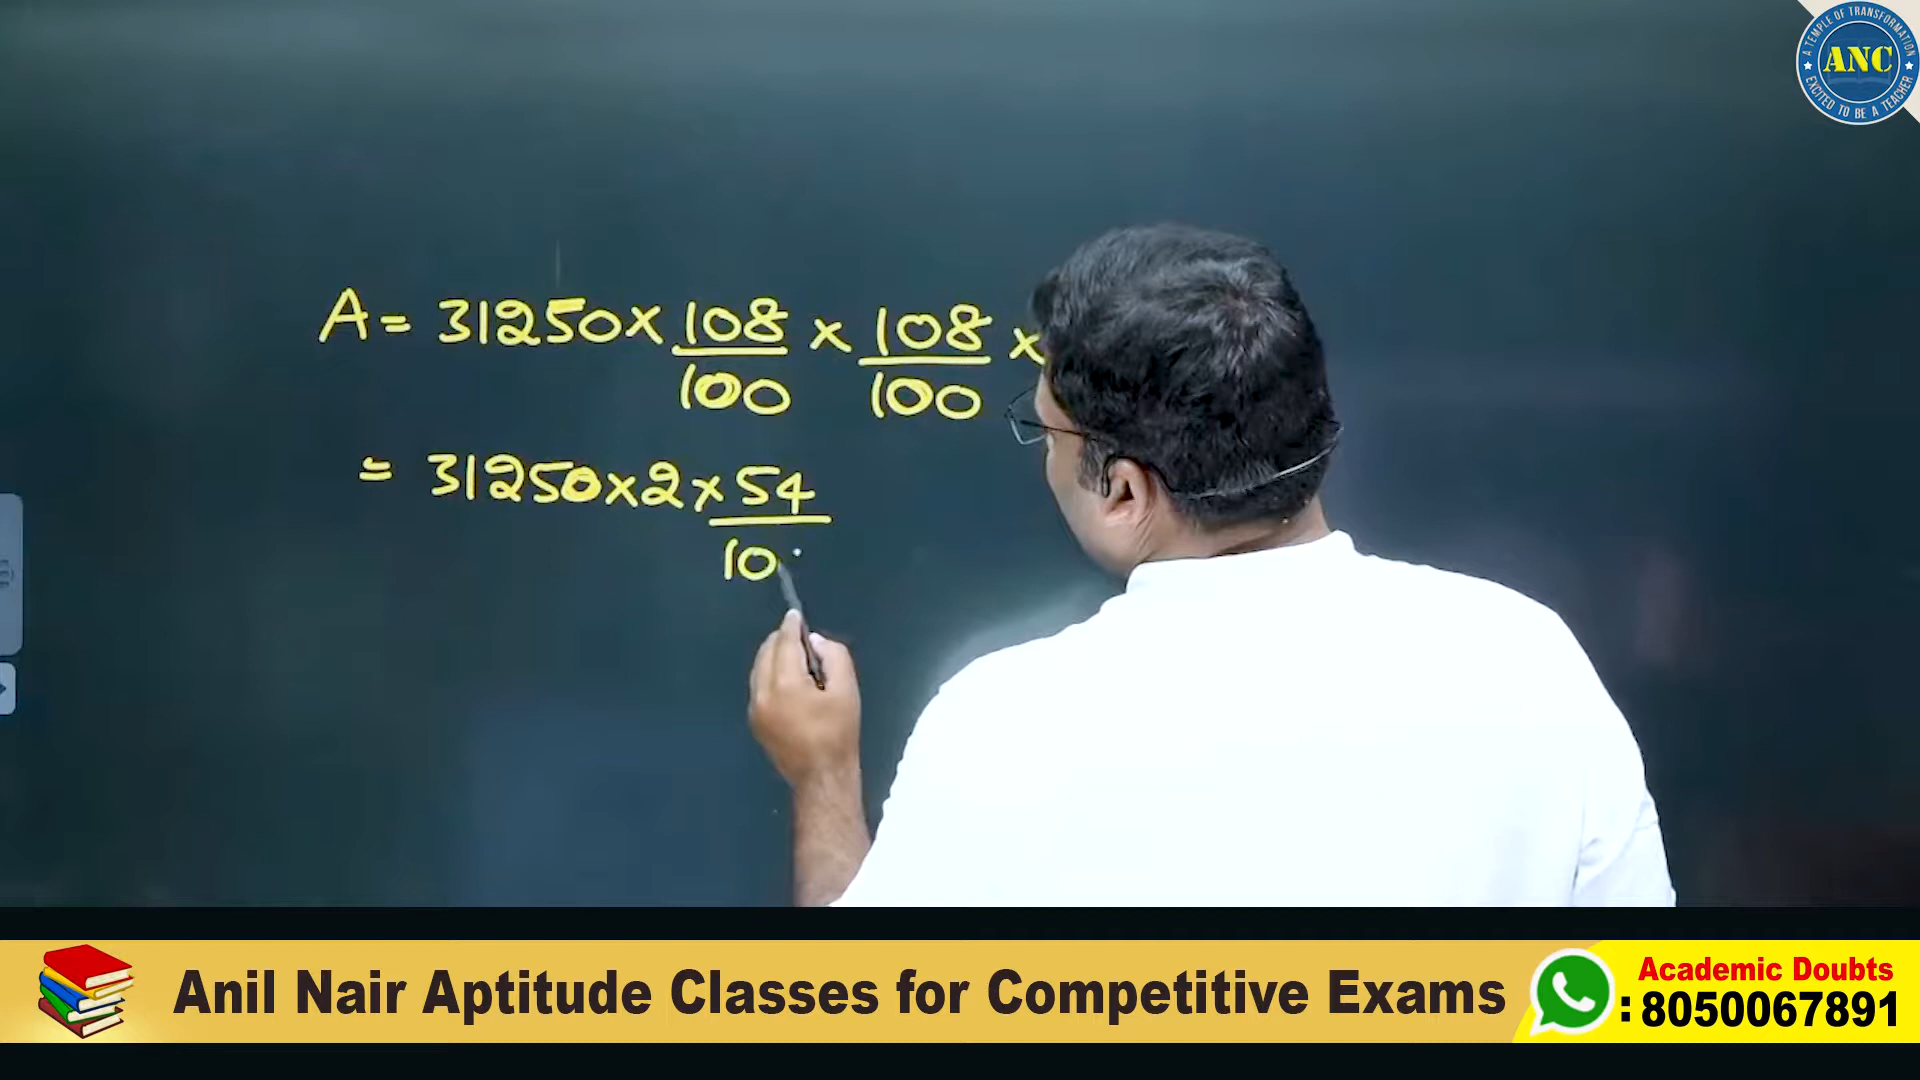 A TEMPLE OF TRANSFORMATION
ANC
EXCITED TO BE A TEACHER
A = 31250 × 108/100 × 108/100 ×
= 31250 × 2 × 54/10
Anil Nair Aptitude Classes for Competitive Exams
Academic Doubts
: 8050067891